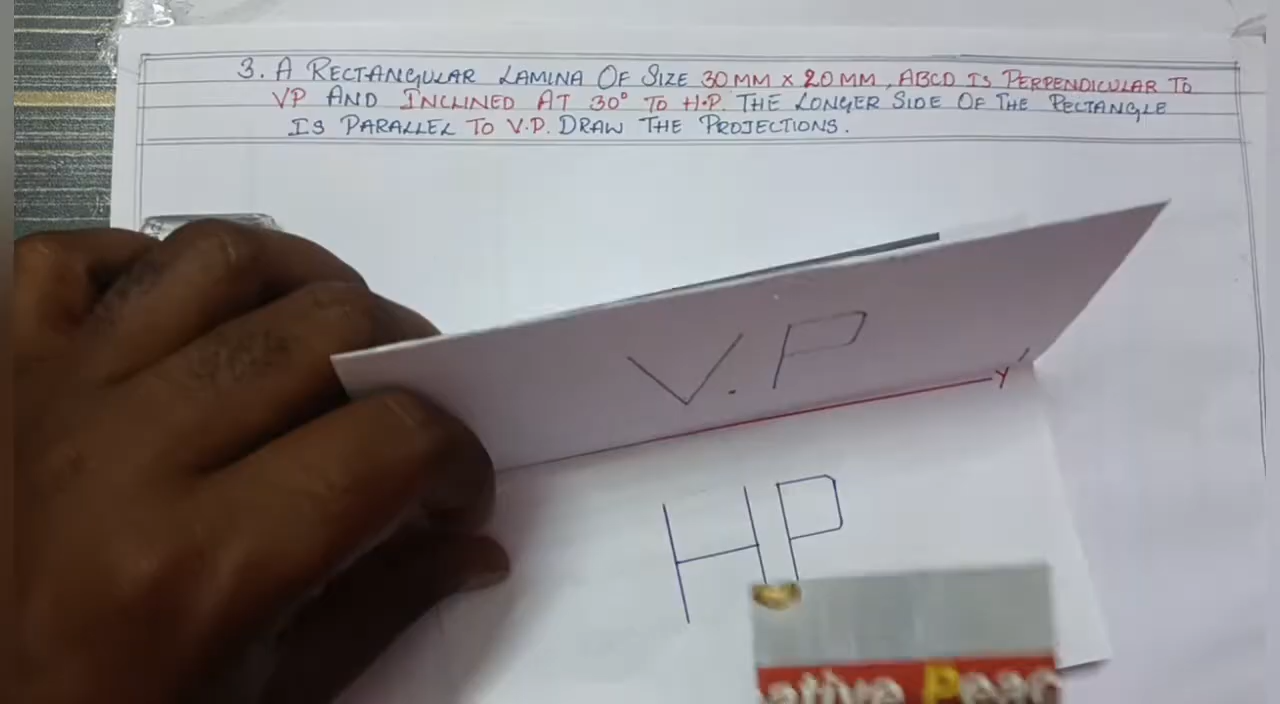 3. A RECTANGULAR LAMINA OF SIZE 30 MM X 20 MM, ABCD IS PERPENDICULAR TO
VP AND INCLINED AT 30° TO H.P. THE LONGER SIDE OF THE RECTANGLE
IS PARALLEL TO V.P. DRAW THE PROJECTIONS.
V.P
Y'
HP